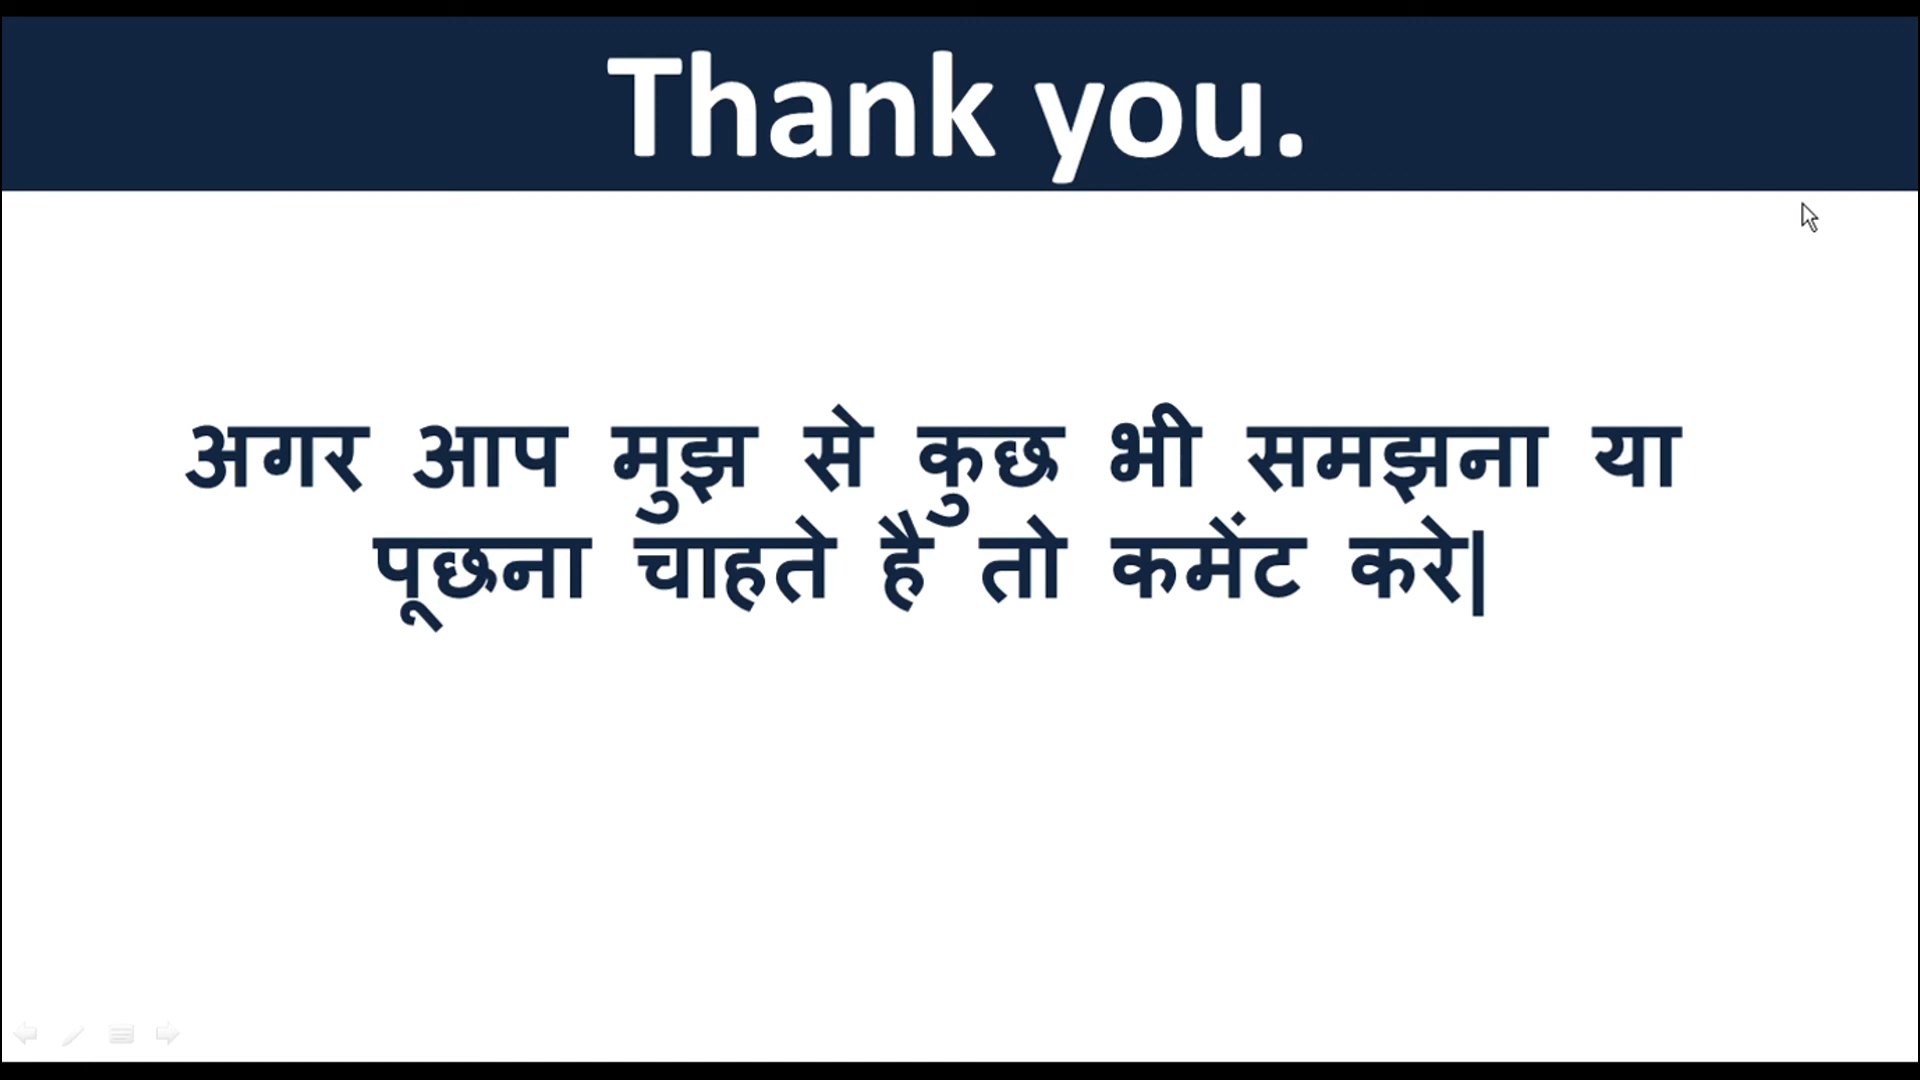 Thank you.
अगर आप मुझ से कुछ भी समझना या
पूछना चाहते है तो कमेंट करे|